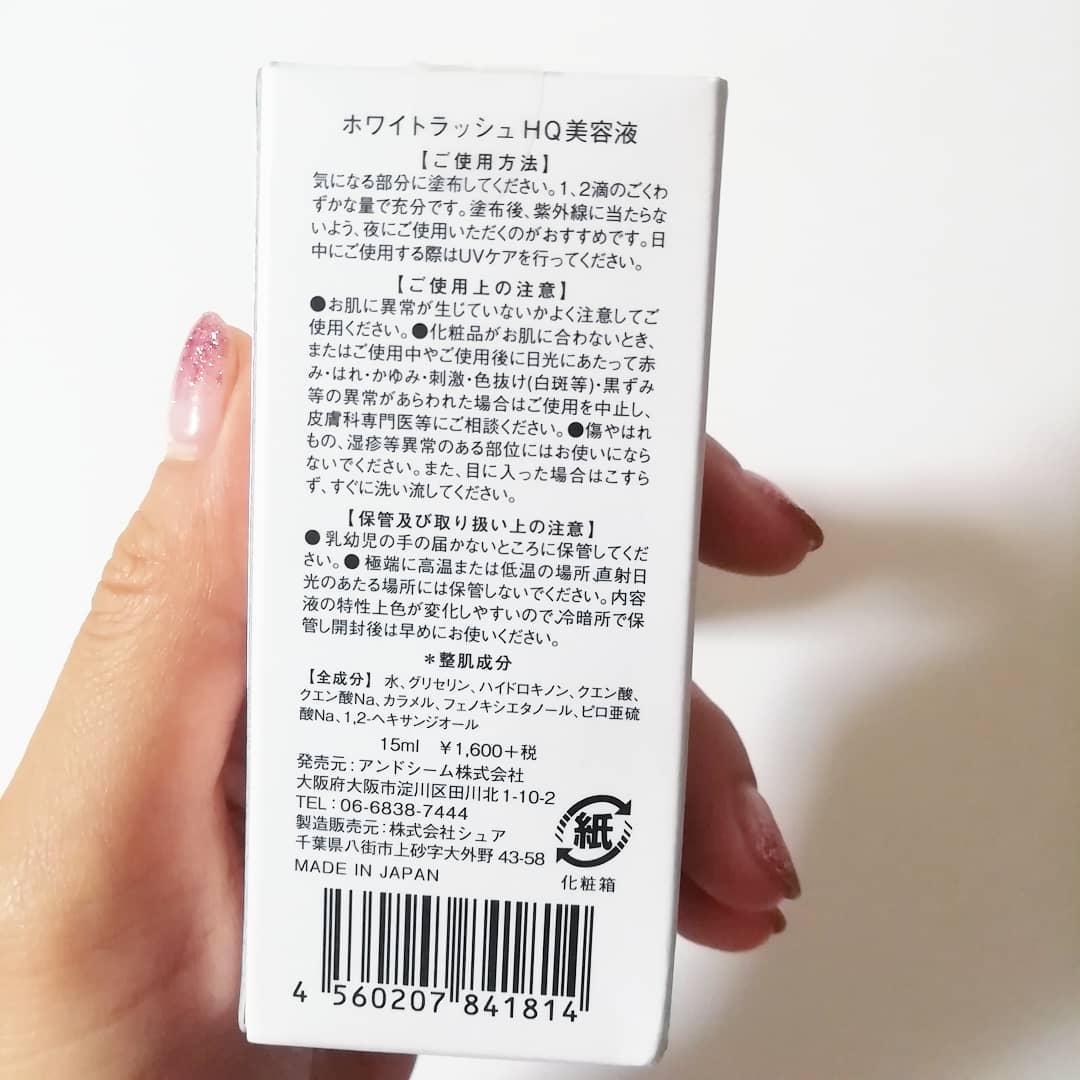 ホワイトラッシュHQ美容液
【ご使用方法】
気になる部分に塗布してください。1、2滴のごくわ
ずかな量で充分です。塗布後、紫外線に当たらな
いよう、夜にご使用いただくのがおすすめです。日
中にご使用する際はUVケアを行ってください。
【ご使用上の注意】
●お肌に異常が生じていないかよく注意してご
使用ください。●化粧品がお肌に合わないとき、
またはご使用中やご使用後に日光にあたって赤
み・はれ・かゆみ・刺激・色抜け(白斑等)・黒ずみ
等の異常があらわれた場合はご使用を中止し、
皮膚科専門医等にご相談ください。●傷やはれ
もの、湿疹等異常のある部位にはお使いになら
ないでください。また、目に入った場合はこすら
ず、すぐに洗い流してください。
【保管及び取り扱い上の注意】
●乳幼児の手の届かないところに保管してくだ
さい。●極端に高温または低温の場所、直射日
光のあたる場所には保管しないでください。内容
液の特性上色が変化しやすいので、冷暗所で保
管し開封後は早めにお使いください。
＊整肌成分
【全成分】 水、グリセリン、ハイドロキノン、クエン酸、
クエン酸Na、カラメル、フェノキシエタノール、ピロ亜硫
酸Na、1,2-ヘキサンジオール
15ml ¥1,600+税
発売元：アンドシーム株式会社
大阪府大阪市淀川区田川北1-10-2
TEL：06-6838-7444
製造販売元：株式会社シュア
千葉県八街市上砂字大外野 43-58
MADE IN JAPAN
紙
化粧箱
4 560207 841814